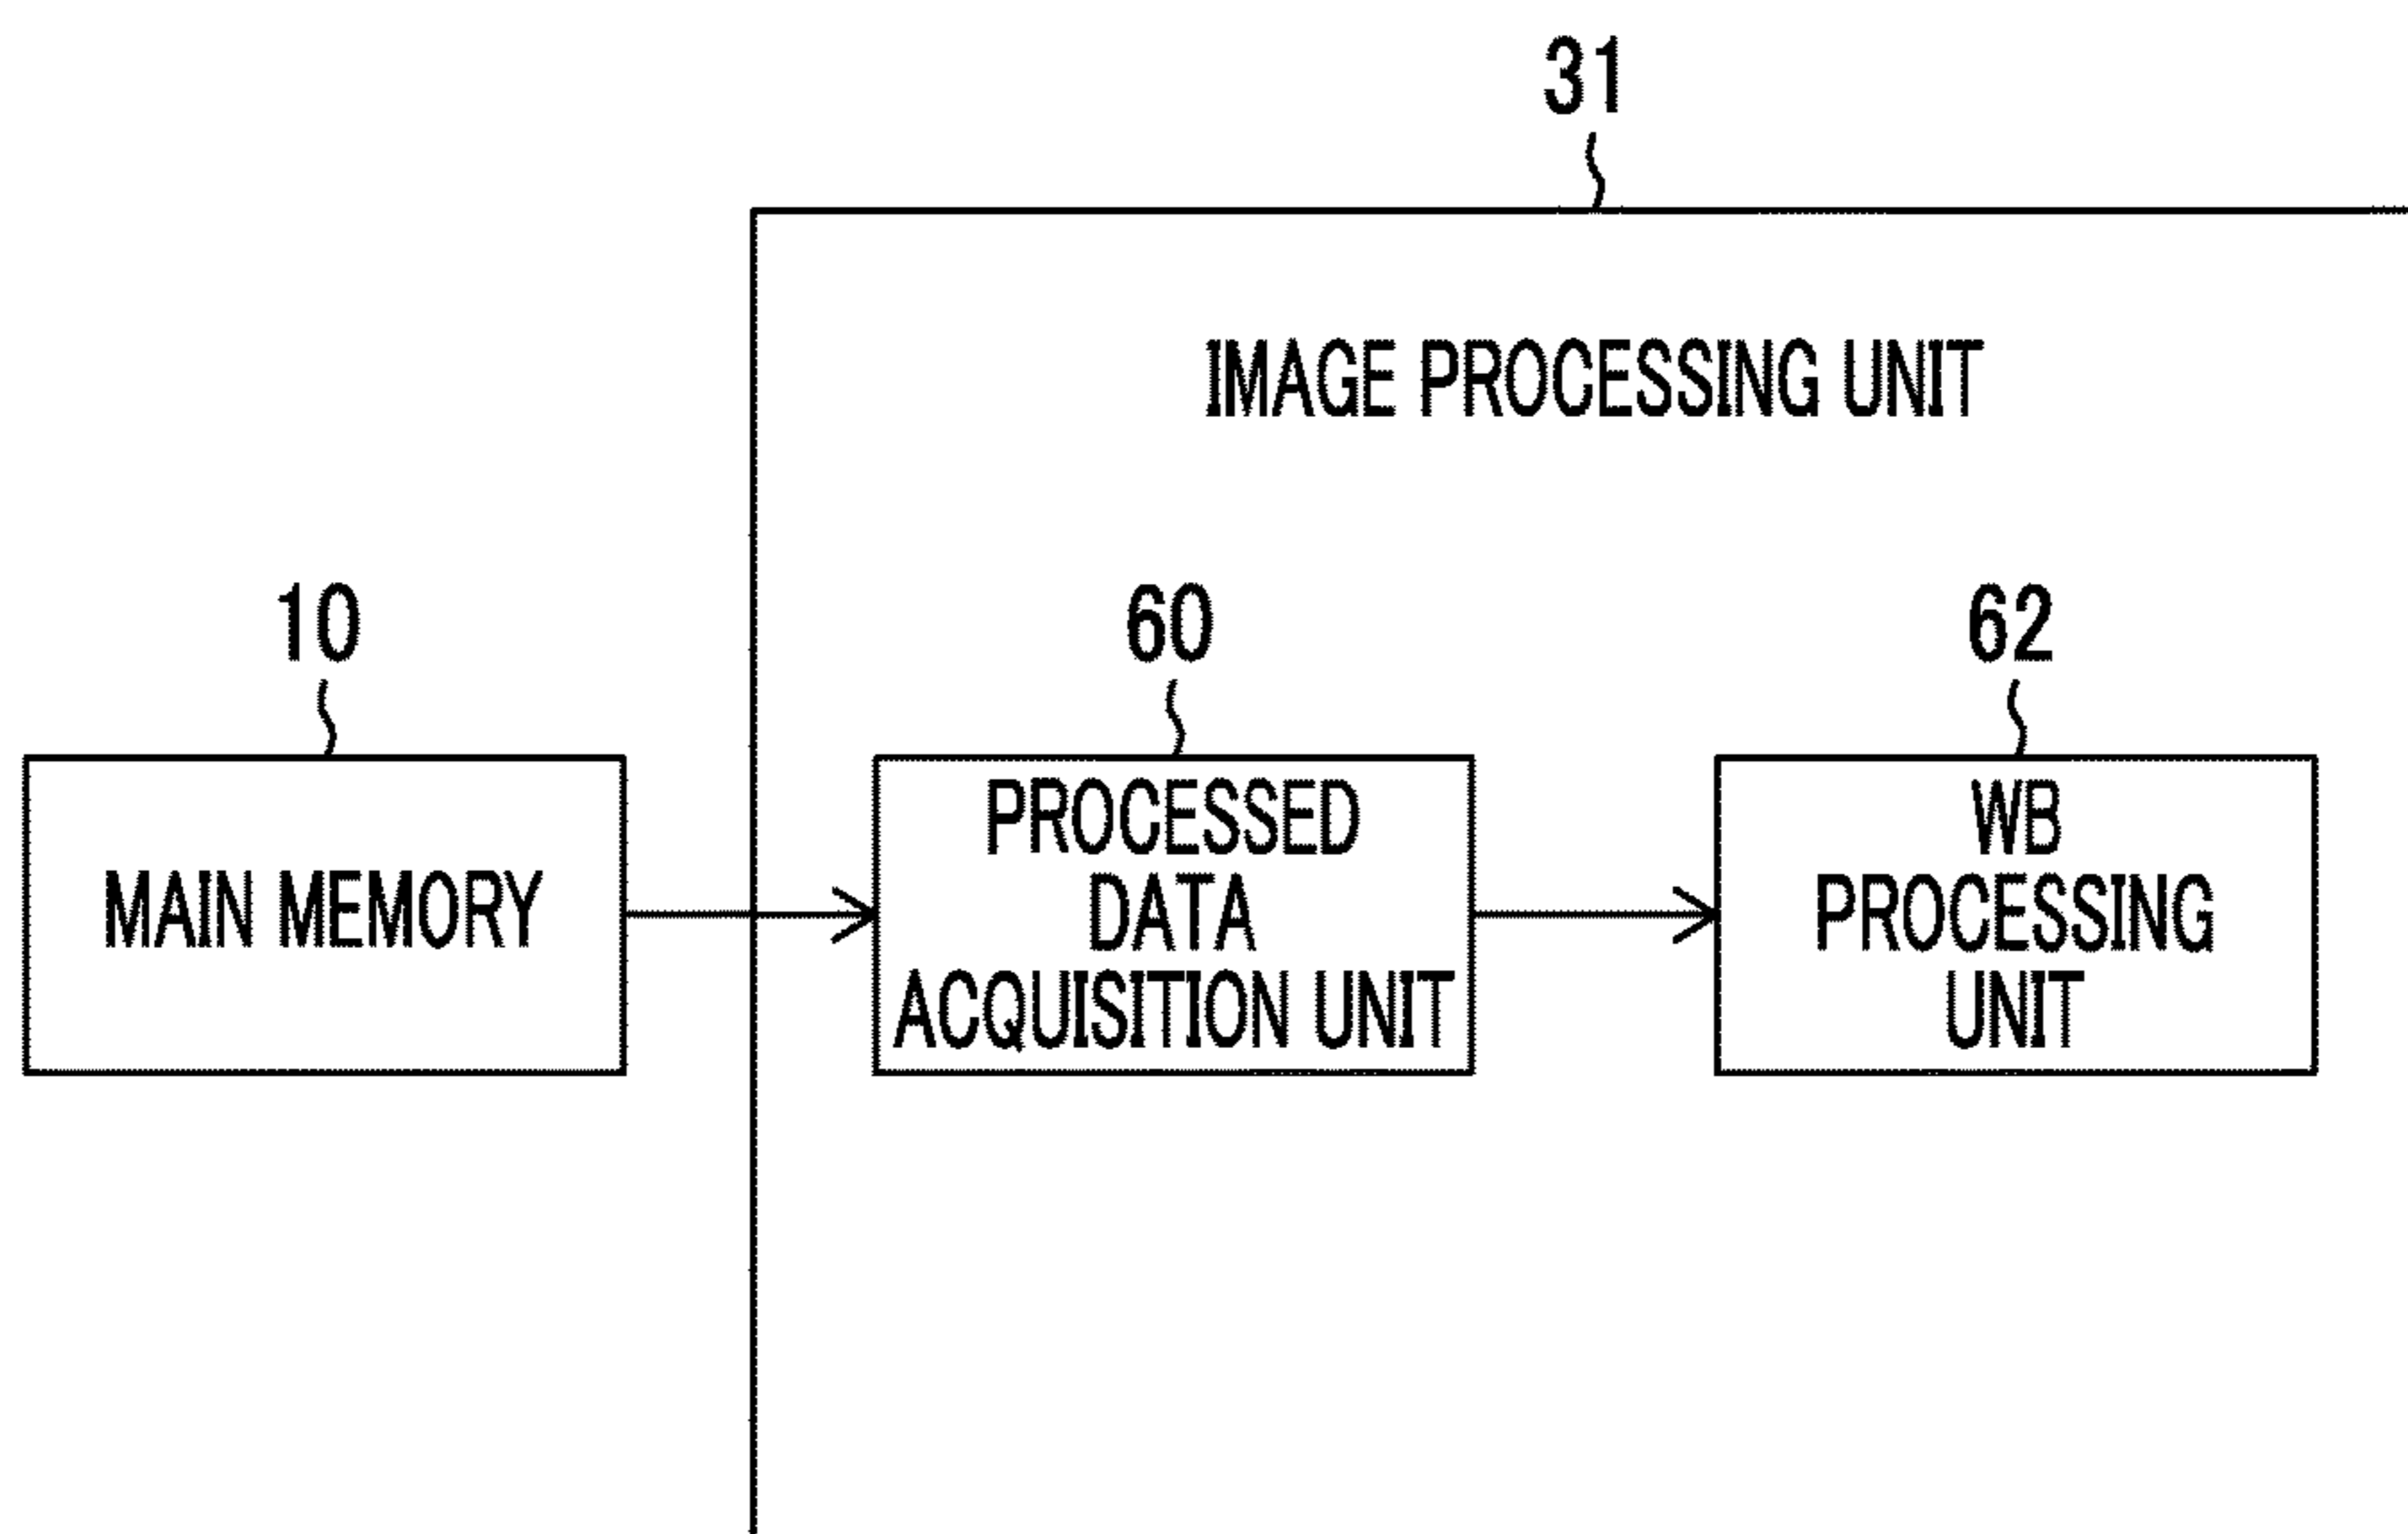 31
IMAGE PROCESSING UNIT
10
60
62
MAIN MEMORY
PROCESSED
DATA
ACQUISITION UNIT
WB
PROCESSING
UNIT